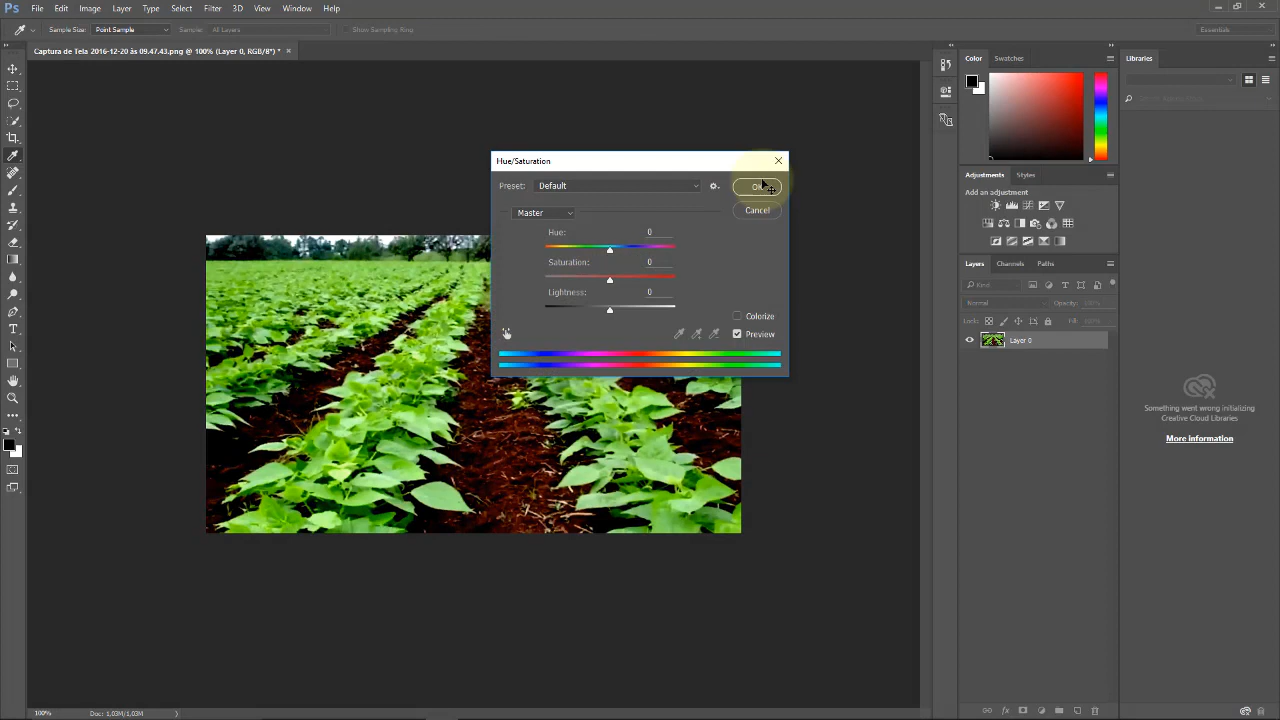 Ps File Edit Image Layer Type Select Filter 3D View Window Help
Sample Size: Point Sample Sample: All Layers Show Sampling Ring Essentials
Captura de Tela 2016-12-20 às 09.47.43.png @ 100% (Layer 0, RGB/8*) * ×
Color Swatches
Libraries
Hue/Saturation
Preset: Default
OK
Master
Cancel
Hue: 0
Saturation: 0
Lightness: 0
Colorize
Preview
Adjustments Styles
Add an adjustment
Layers Channels Paths
Kind
Normal Opacity: 100%
Lock: Fill: 100%
Layer 0
Something went wrong initializing
Creative Cloud Libraries
More information
100% Doc: 1,03M/1,03M